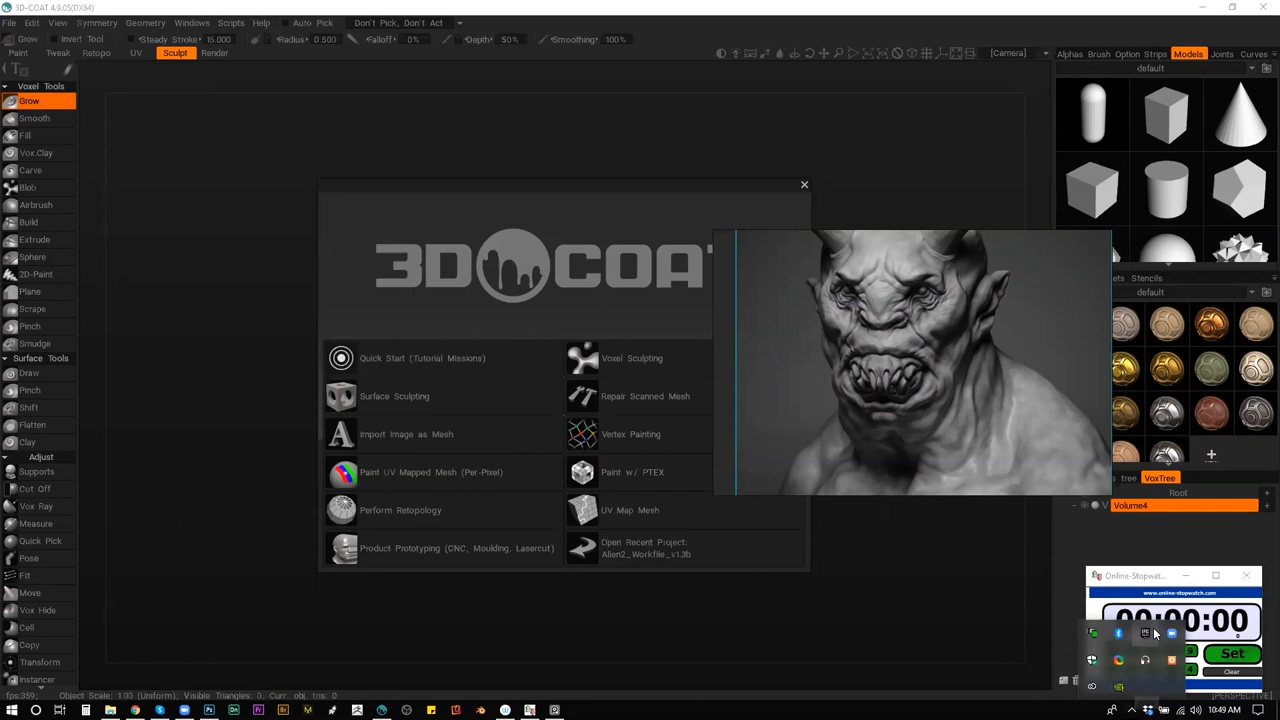 3D-COAT 4.9.05(DX64)
File Edit View Symmetry Geometry Windows Scripts Help Auto Pick Don't Pick, Don't Act
Grow Invert Tool Steady Stroke 15.000 Radius 0.500 Falloff 0% Depth 50% Smoothing 100%
Paint Tweak Retopo UV Sculpt Render [Camera]
Alphas Brush Option Strips Models Joints Curves
default
Voxel Tools
Grow
Smooth
Fill
Vox.Clay
Carve
Blob
Airbrush
Build
Extrude
Sphere
2D-Paint
Plane
Scrape
Pinch
Smudge
Surface Tools
Draw
Pinch
Shift
Flatten
Clay
Adjust
Supports
Cut Off
Vox Ray
Measure
Quick Pick
Pose
Fit
Move
Vox Hide
Cell
Copy
Transform
Instancer
3D COA
Quick Start (Tutorial Missions) Voxel Sculpting
Surface Sculpting Repair Scanned Mesh
Import Image as Mesh Vertex Painting
Paint UV Mapped Mesh (Per-Pixel) Paint w/ PTEX
Perform Retopology UV Map Mesh
Product Prototyping (CNC, Moulding, Lasercut) Open Recent Project:
Alien2_Workfile_v1.3b
Stencils
default
tree VoxTree
Root
V Volume4
Online-Stopwat...
www.online-stopwatch.com
00:00:00
0
Set
Clear
fps:359; Object Scale: 1.00 (Uniform); Visible Triangles: 0, Curr. obj. tris: 0
[PERSPECTIVE]
10:49 AM